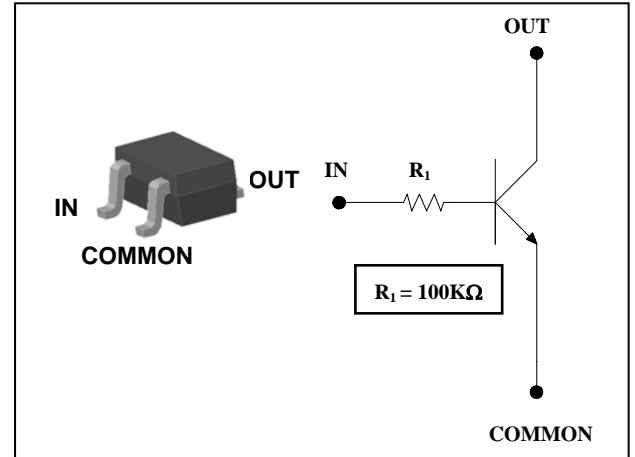 OUT
IN
R₁
OUT
IN
COMMON
R₁ = 100KΩ
COMMON